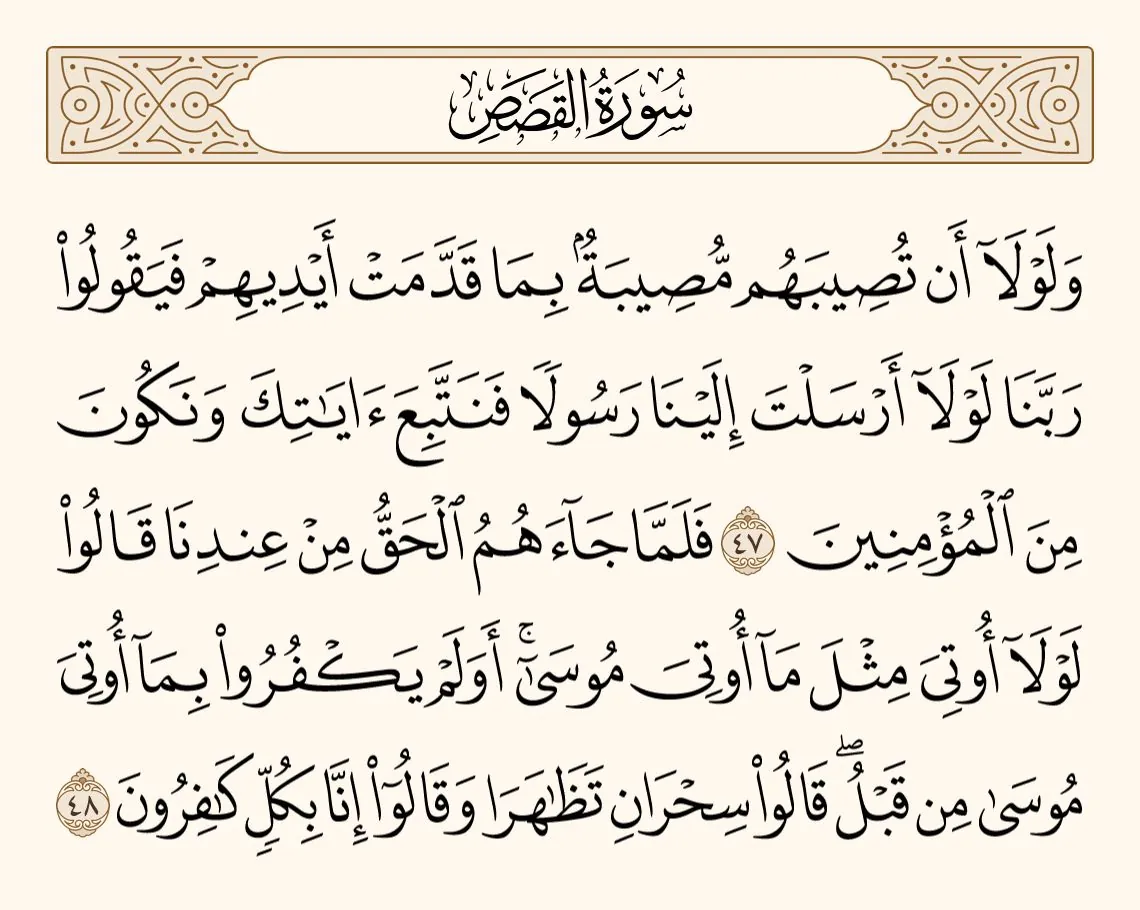 سُورَةُ القَصَصِ
وَلَوْلَآ أَن تُصِيبَهُم مُّصِيبَةٌۢ بِمَا قَدَّمَتْ أَيْدِيهِمْ فَيَقُولُوا۟
رَبَّنَا لَوْلَآ أَرْسَلْتَ إِلَيْنَا رَسُولًا فَنَتَّبِعَ ءَايَـٰتِكَ وَنَكُونَ
مِنَ ٱلْمُؤْمِنِينَ ٤٧ فَلَمَّا جَآءَهُمُ ٱلْحَقُّ مِنْ عِندِنَا قَالُوا۟
لَوْلَآ أُوتِىَ مِثْلَ مَآ أُوتِىَ مُوسَىٰٓ ۚ أَوَلَمْ يَكْفُرُوا۟ بِمَآ أُوتِىَ
مُوسَىٰ مِن قَبْلُ ۖ قَالُوا۟ سِحْرَانِ تَظَـٰهَرَا وَقَالُوٓا۟ إِنَّا بِكُلٍّ كَـٰفِرُونَ ٤٨